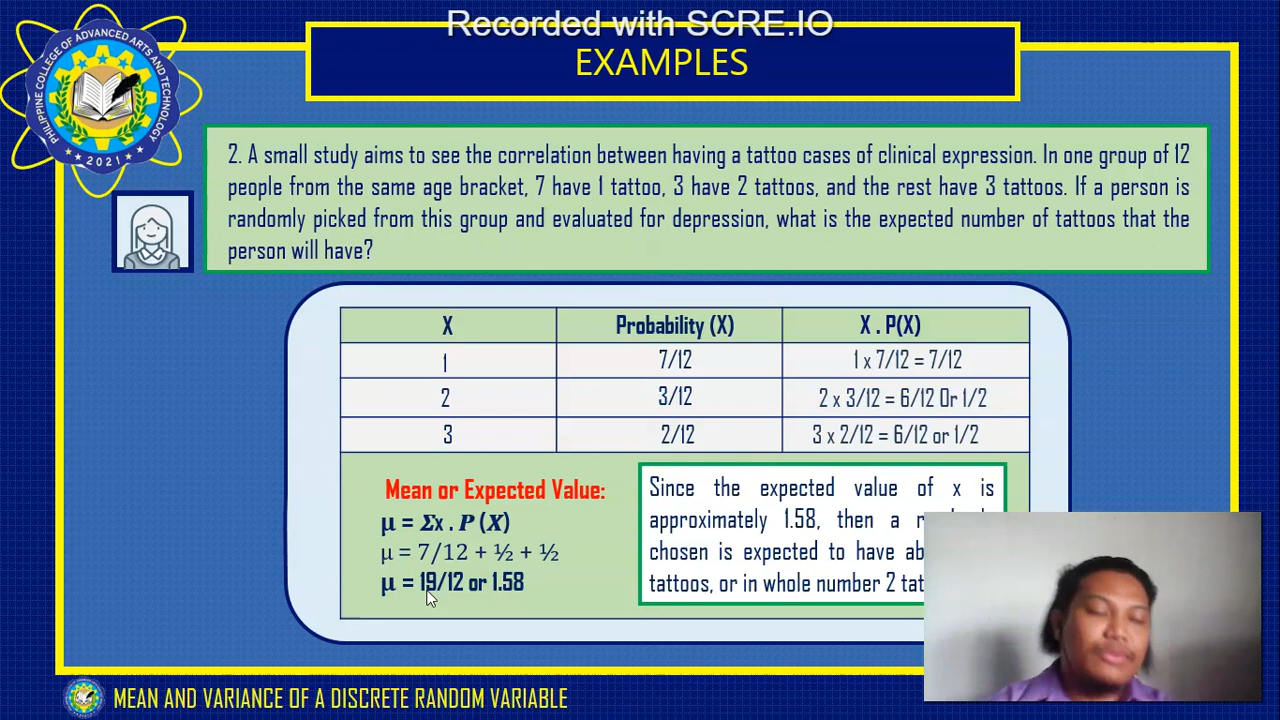 Recorded with SCRE.IO
EXAMPLES
PHILIPPINE COLLEGE OF ADVANCED ARTS AND TECHNOLOGY
2021
2. A small study aims to see the correlation between having a tattoo cases of clinical expression. In one group of 12
people from the same age bracket, 7 have 1 tattoo, 3 have 2 tattoos, and the rest have 3 tattoos. If a person is
randomly picked from this group and evaluated for depression, what is the expected number of tattoos that the
person will have?
X Probability (X) X . P(X)
1 7/12 1 x 7/12 = 7/12
2 3/12 2 x 3/12 = 6/12 Or 1/2
3 2/12 3 x 2/12 = 6/12 or 1/2
Mean or Expected Value:
μ = Σx . P (X)
μ = 7/12 + ½ + ½
μ = 19/12 or 1.58
Since the expected value of x is
approximately 1.58, then a
chosen is expected to have
tattoos, or in whole number 2
MEAN AND VARIANCE OF A DISCRETE RANDOM VARIABLE